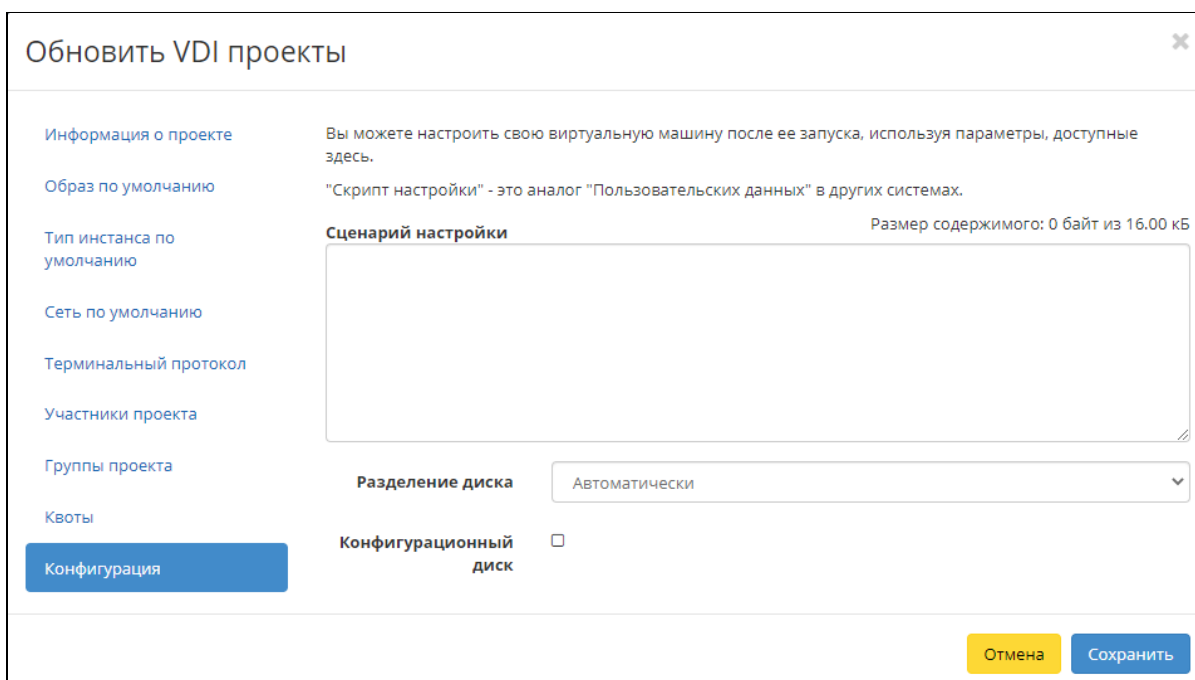 Обновить VDI проекты
Информация о проекте
Образ по умолчанию
Тип инстанса по
умолчанию
Сеть по умолчанию
Терминальный протокол
Участники проекта
Группы проекта
Квоты
Конфигурация
Вы можете настроить свою виртуальную машину после ее запуска, используя параметры, доступные
здесь.
"Скрипт настройки" - это аналог "Пользовательских данных" в других системах.
Сценарий настройки
Размер содержимого: 0 байт из 16.00 кБ
Разделение диска
Автоматически
Конфигурационный
диск
Отмена
Сохранить